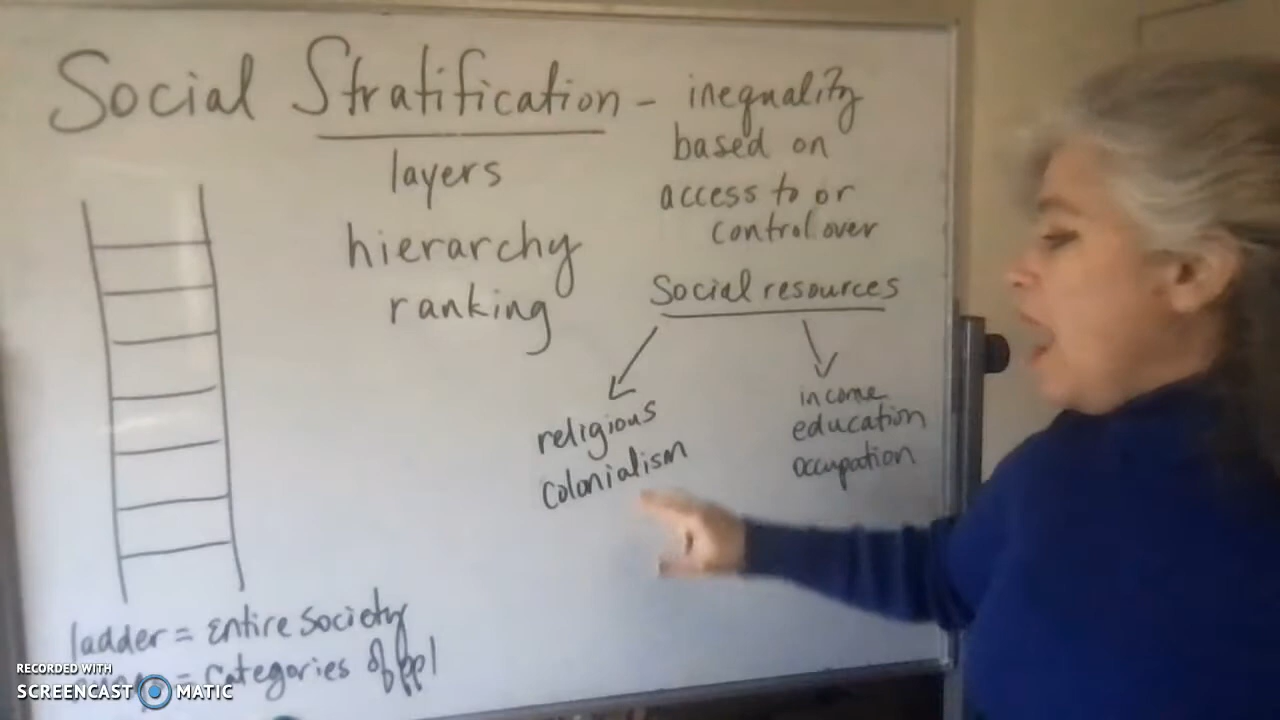 Social Stratification - inequality
based on
access to or
control over
social resources
layers
hierarchy
ranking
religious
colonialism
income
education
occupation
ladder = entire society
= categories of ppl
RECORDED WITH
SCREENCAST MATIC